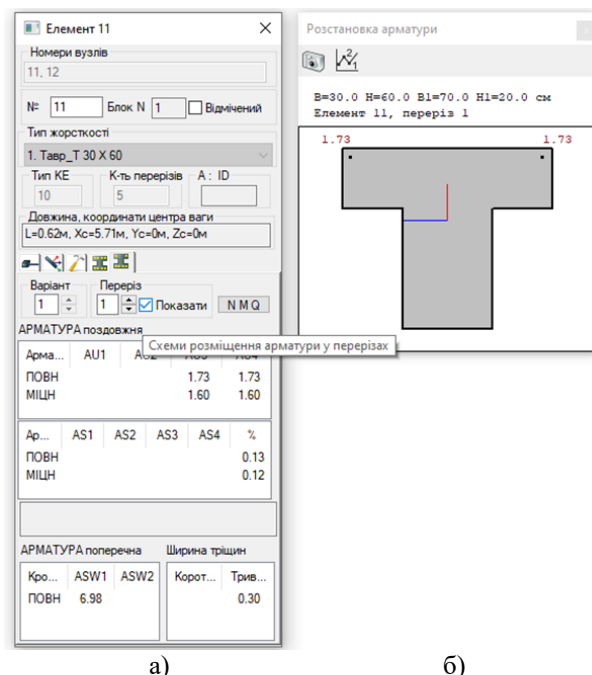 Елемент 11
Номери вузлів
11, 12
№ 11 Блок N 1 Відмічений
Тип жорсткості
1. Тавр_Т 30 X 60
Тип КЕ К-ть перерізів А : ID
10 5
Довжина, координати центра ваги
L=0.62м, Xc=5.71м, Yc=0м, Zc=0м
Варіант Переріз
1 1 Показати N M Q
АРМАТУРА поздовжня
Схеми розміщення арматури у перерізах
Арма... AU1
ПОВН 1.73 1.73
МІЦН 1.60 1.60
Ар... AS1 AS2 AS3 AS4 %
ПОВН 0.13
МІЦН 0.12
АРМАТУРА поперечна Ширина тріщин
Кро... ASW1 ASW2 Корот... Трив...
ПОВН 6.98 0.30
а)
Розстановка арматури
B=30.0 H=60.0 B1=70.0 H1=20.0 см
Елемент 11, переріз 1
1.73 1.73
б)